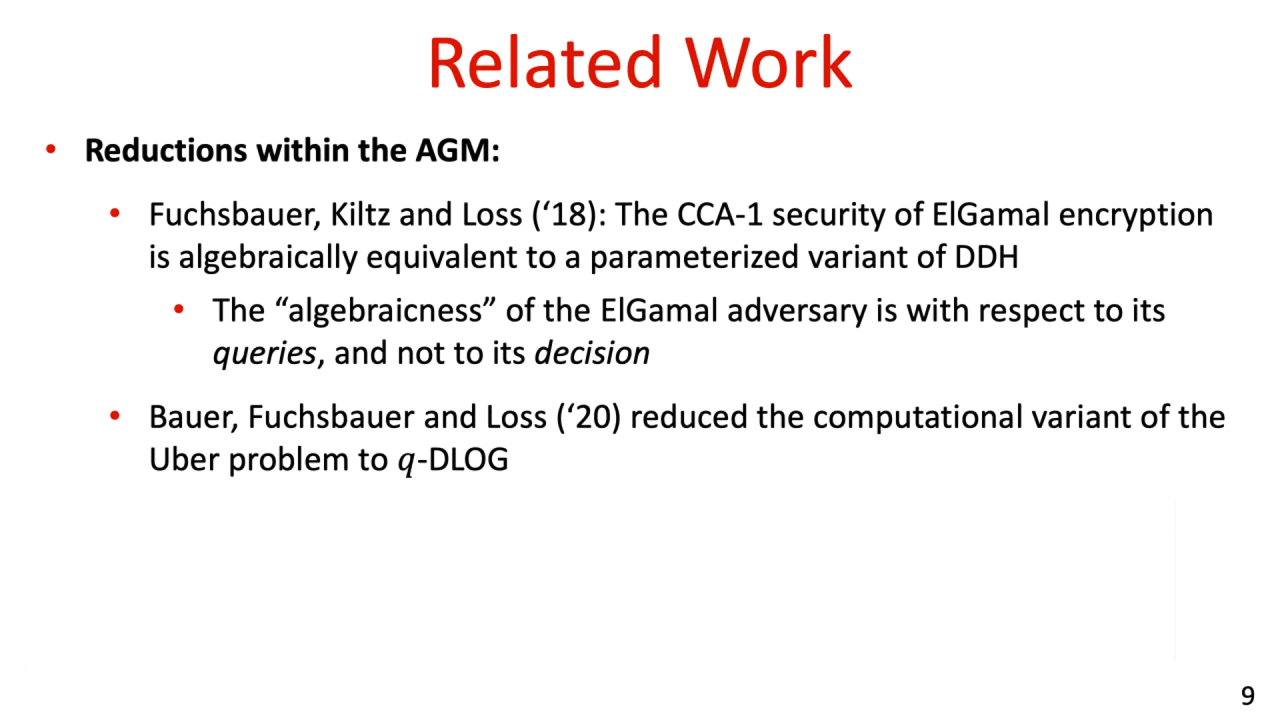 Related Work
• Reductions within the AGM:
• Fuchsbauer, Kiltz and Loss (‘18): The CCA-1 security of ElGamal encryption
is algebraically equivalent to a parameterized variant of DDH
• The “algebraicness” of the ElGamal adversary is with respect to its
queries, and not to its decision
• Bauer, Fuchsbauer and Loss (‘20) reduced the computational variant of the
Uber problem to q-DLOG
9